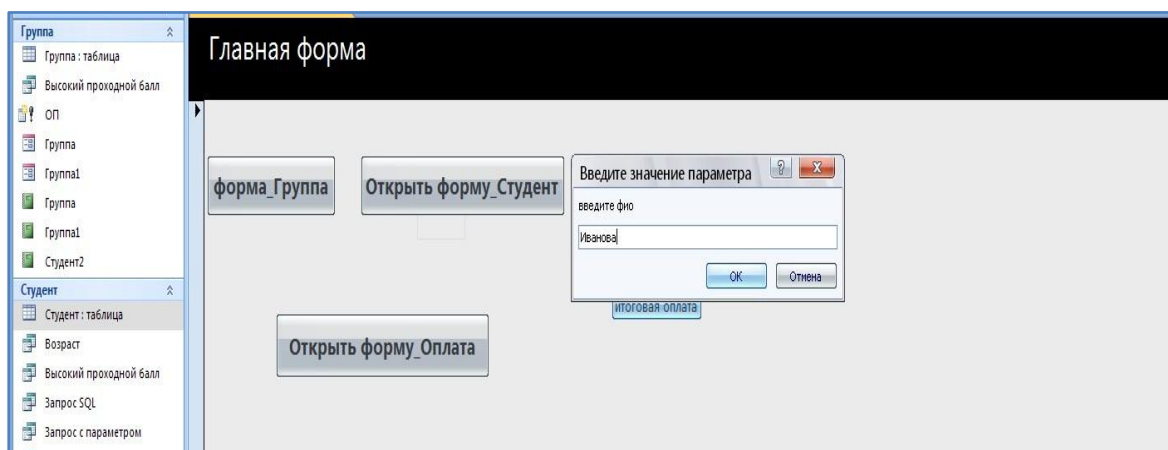 Группа
Группа : таблица
Высокий проходной балл
ОП
Группа
Группа1
Группа
Группа1
Студент2
Студент
Студент : таблица
Возраст
Высокий проходной балл
Запрос SQL
Запрос с параметром
Главная форма
форма_Группа
Открыть форму_Студент
Введите значение параметра
введите фио
Иванова
ОК
Отмена
итоговая оплата
Открыть форму_Оплата